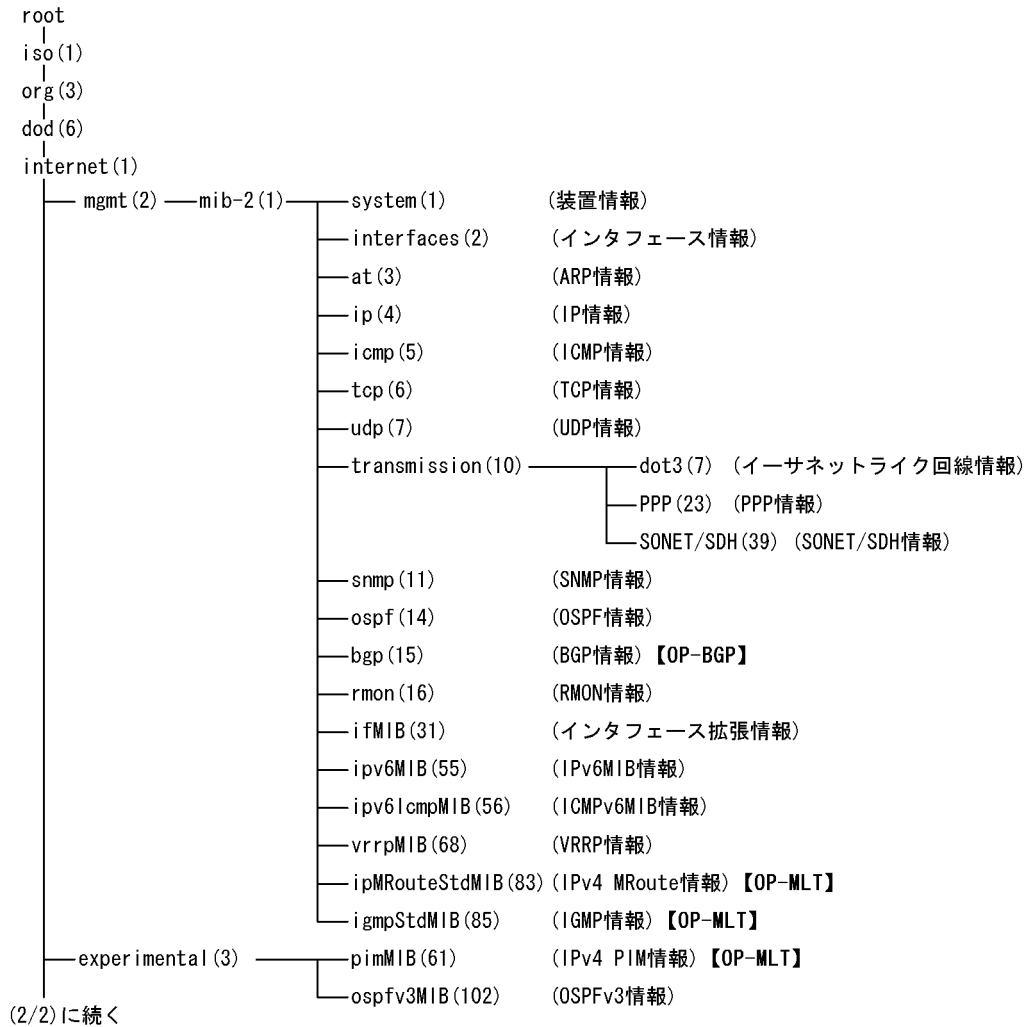 root
iso(1)
org(3)
dod(6)
internet(1)
mgmt(2) mib-2(1) system(1) (装置情報)
interfaces(2) (インタフェース情報)
at(3) (ARP情報)
ip(4) (IP情報)
icmp(5) (ICMP情報)
tcp(6) (TCP情報)
udp(7) (UDP情報)
transmission(10) dot3(7) (イーサネットライク回線情報)
PPP(23) (PPP情報)
SONET/SDH(39) (SONET/SDH情報)
snmp(11) (SNMP情報)
ospf(14) (OSPF情報)
bgp(15) (BGP情報)【OP-BGP】
rmon(16) (RMON情報)
ifMIB(31) (インタフェース拡張情報)
ipv6MIB(55) (IPv6MIB情報)
ipv6IcmpMIB(56) (ICMPv6MIB情報)
vrrpMIB(68) (VRRP情報)
ipMRouteStdMIB(83) (IPv4 MRoute情報)【OP-MLT】
igmpStdMIB(85) (IGMP情報)【OP-MLT】
experimental(3) pimMIB(61) (IPv4 PIM情報)【OP-MLT】
ospfv3MIB(102) (OSPFv3情報)
(2/2)に続く